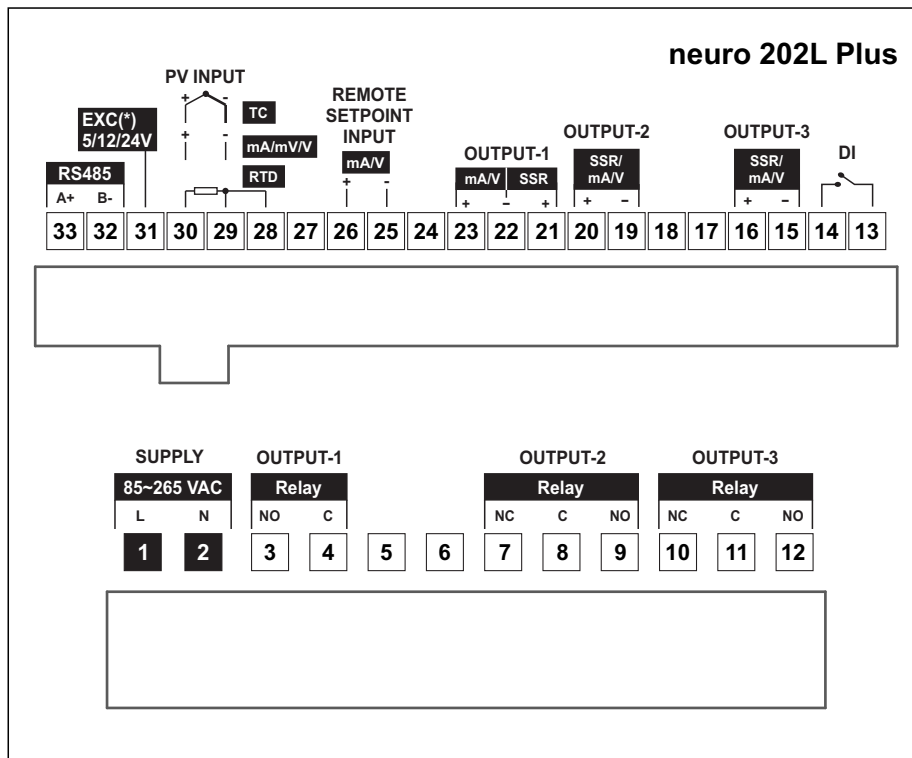 neuro 202L Plus
PV INPUT
+ -
TC
+ -
mA/mV/V
RTD
EXC(*)
5/12/24V
RS485
A+ B-
REMOTE
SETPOINT
INPUT
mA/V
+ -
OUTPUT-1
mA/V SSR
+ − +
OUTPUT-2
SSR/
mA/V
+ −
OUTPUT-3
SSR/
mA/V
+ −
DI
33 32 31 30 29 28 27 26 25 24 23 22 21 20 19 18 17 16 15 14 13
SUPPLY
85~265 VAC
L N
OUTPUT-1
Relay
NO C
OUTPUT-2
Relay
NC C NO
OUTPUT-3
Relay
NC C NO
1 2 3 4 5 6 7 8 9 10 11 12